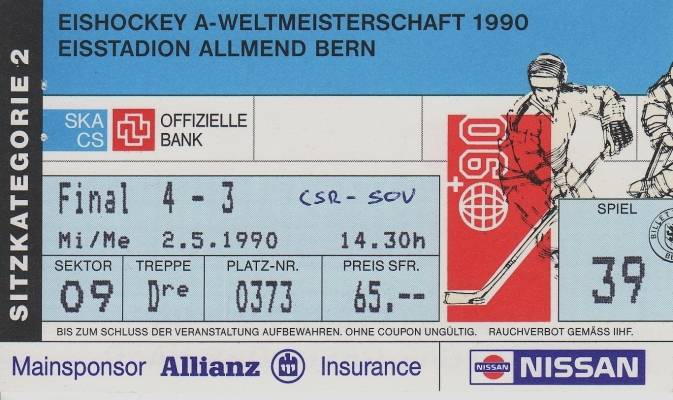 EISHOCKEY A-WELTMEISTERSCHAFT 1990
EISSTADION ALLMEND BERN
SITZKATEGORIE 2
SKA
CS
OFFIZIELLE
BANK
+90
Final 4 - 3 CSR - SOV
Mi/Me 2.5.1990 14.30h
SEKTOR TREPPE PLATZ-NR. PREIS SFR.
09 Dre 0373 65.--
SPIEL
39
BIS ZUM SCHLUSS DER VERANSTALTUNG AUFBEWAHREN. OHNE COUPON UNGÜLTIG. RAUCHVERBOT GEMÄSS IIHF.
Mainsponsor Allianz Insurance
NISSAN NISSAN